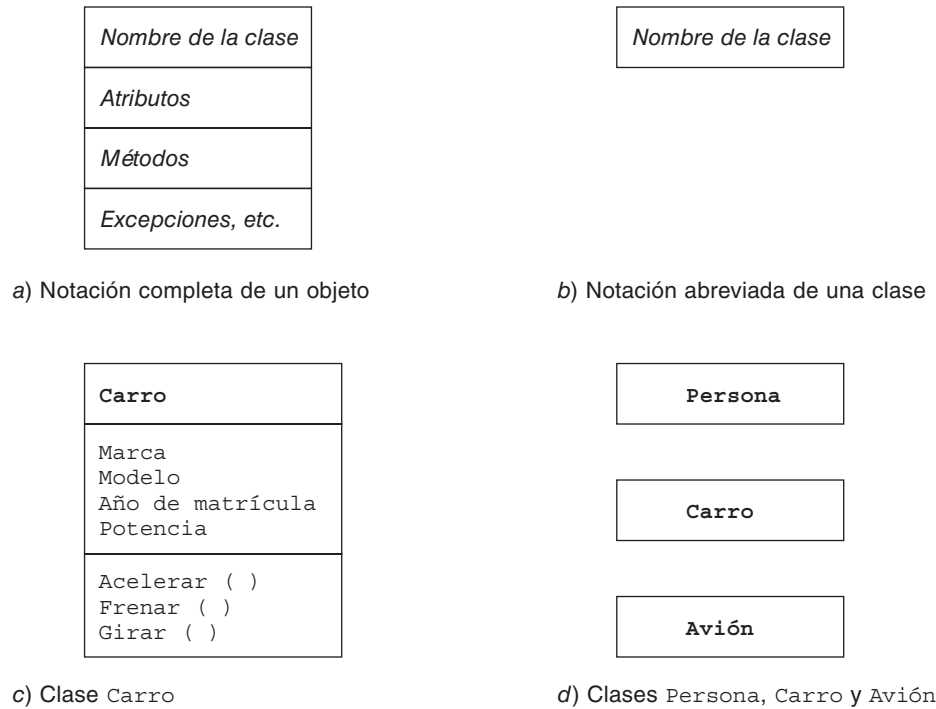 Nombre de la clase
Atributos
Métodos
Excepciones, etc.
a) Notación completa de un objeto
Nombre de la clase
b) Notación abreviada de una clase
Carro
Marca
Modelo
Año de matrícula
Potencia
Acelerar ( )
Frenar ( )
Girar ( )
c) Clase Carro
Persona
Carro
Avión
d) Clases Persona, Carro y Avión